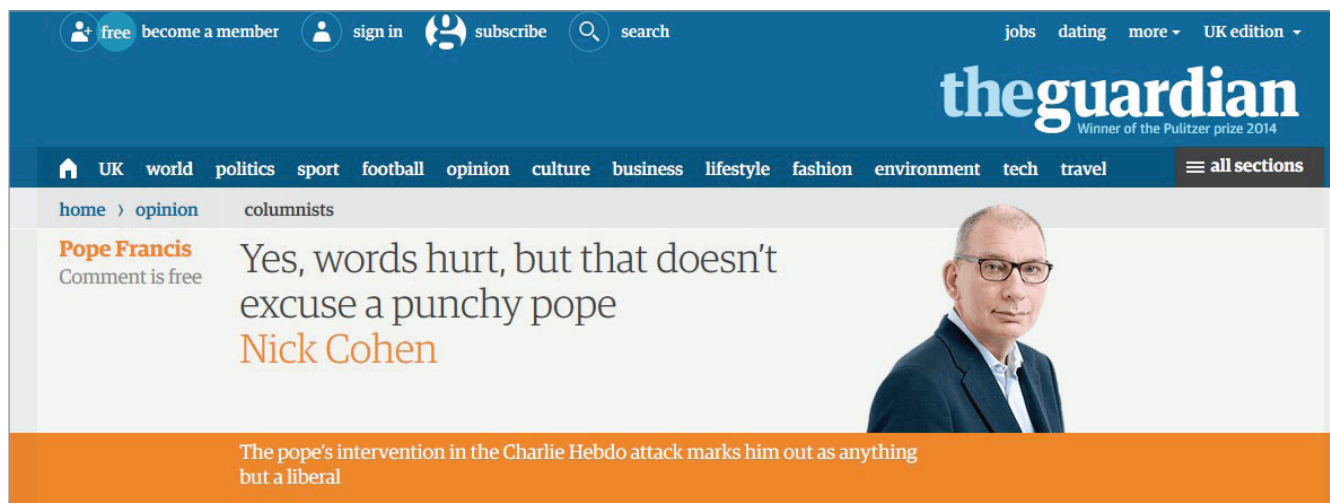 free become a member sign in subscribe search jobs dating more UK edition
theguardian
Winner of the Pulitzer prize 2014
UK world politics sport football opinion culture business lifestyle fashion environment tech travel all sections
home › opinion columnists
Pope Francis
Comment is free
Yes, words hurt, but that doesn't
excuse a punchy pope
Nick Cohen
The pope's intervention in the Charlie Hebdo attack marks him out as anything
but a liberal